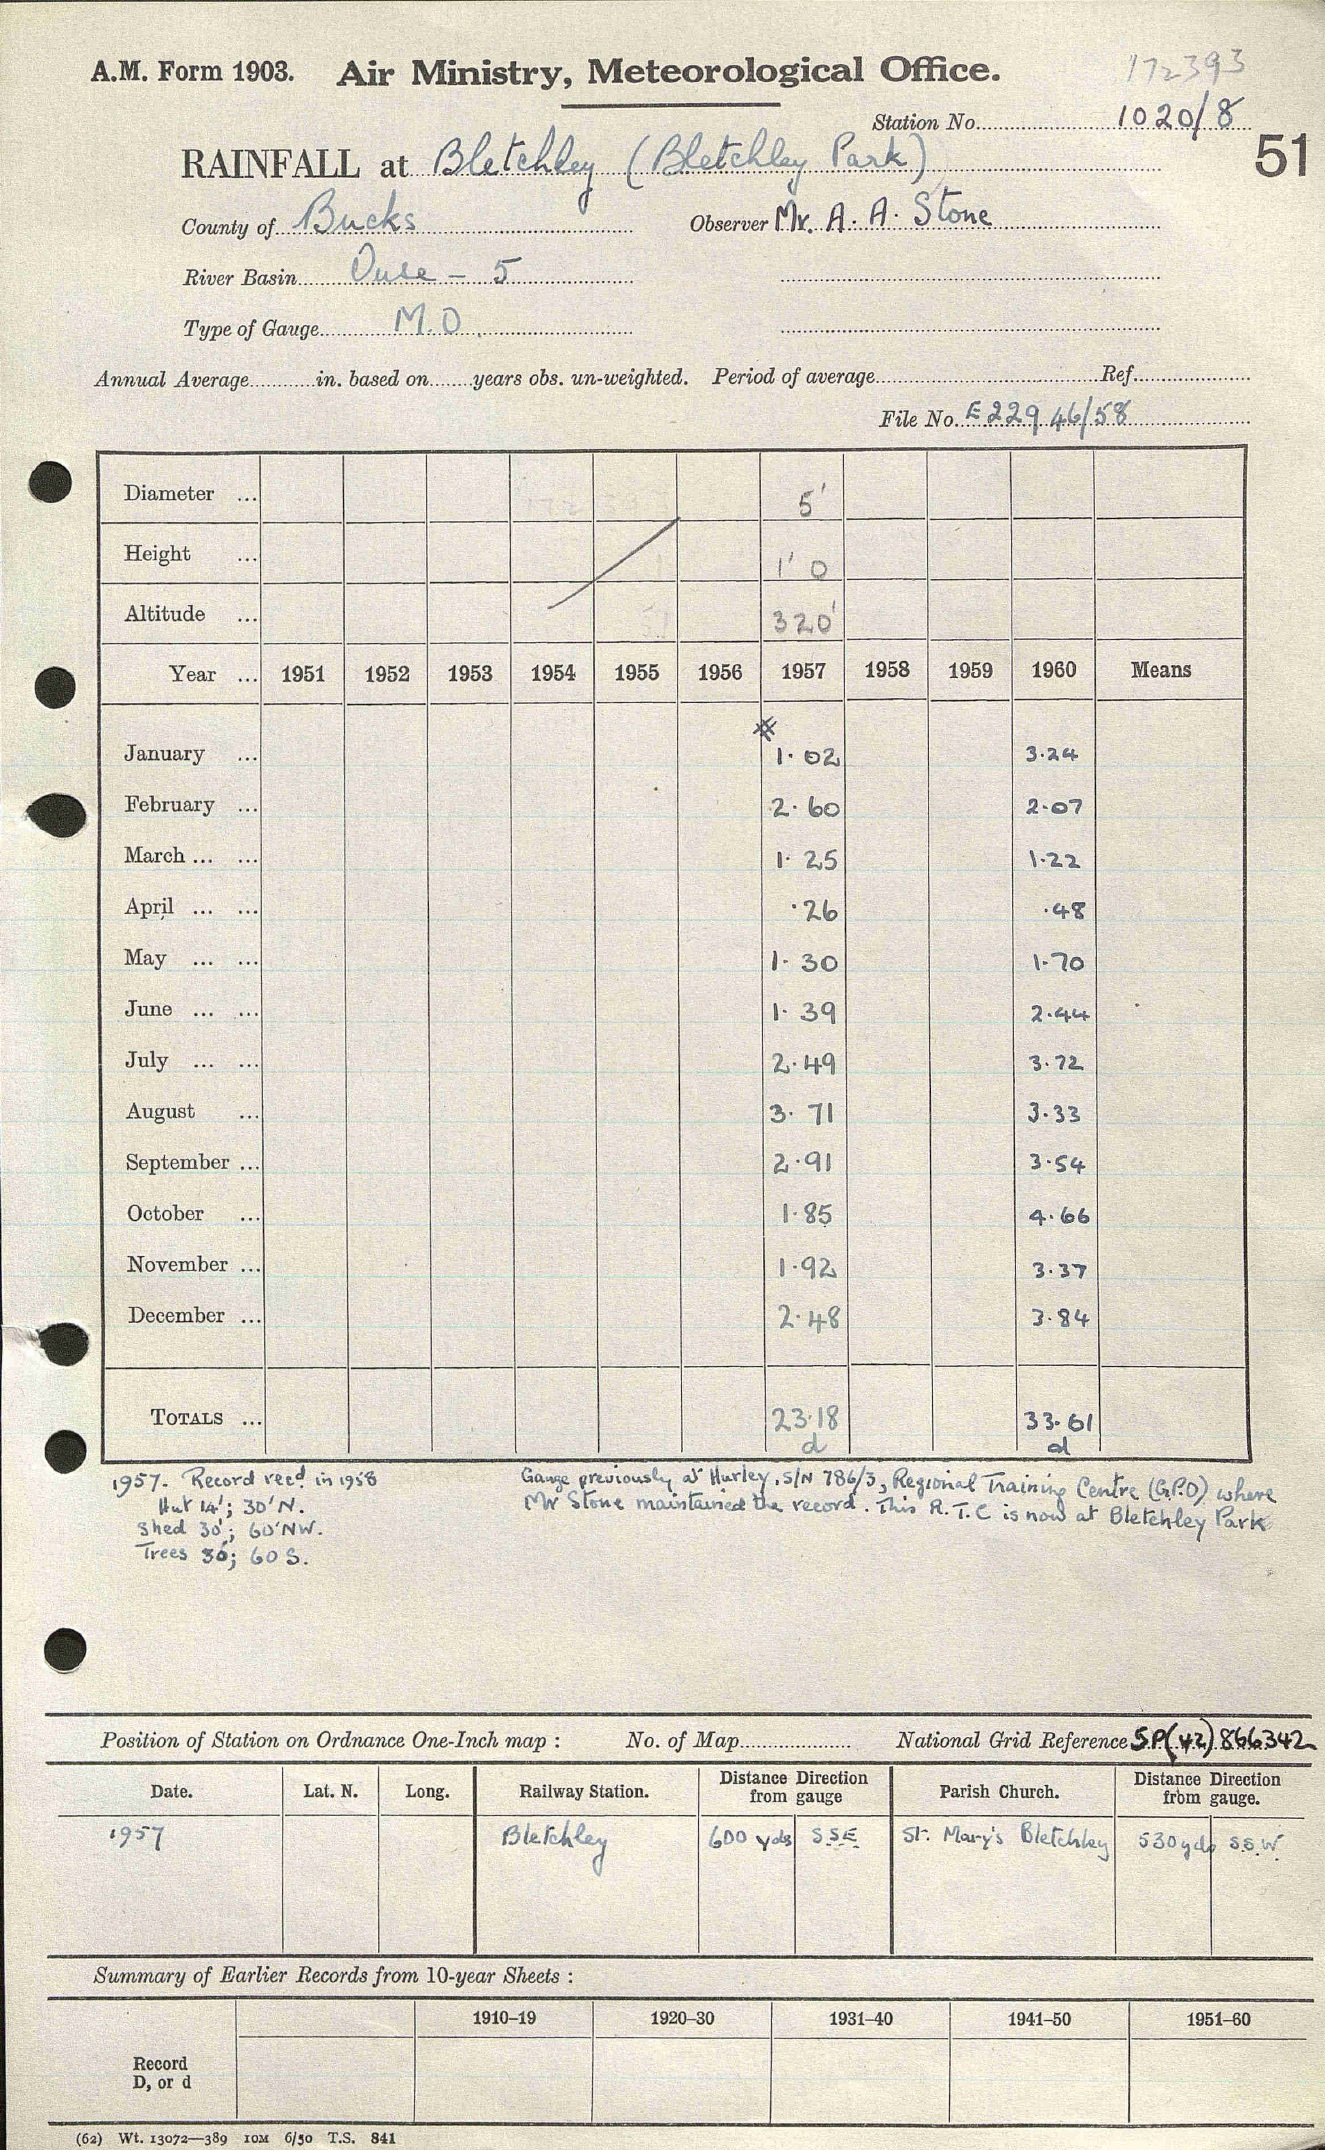 A.M. Form 1903. Air Ministry, Meteorological Office. 172393
Station No. 1020/8
51
RAINFALL at Bletchley (Bletchley Park)
County of Bucks Observer Mr. A. A. Stone
River Basin Ouse - 5
Type of Gauge M.O.
Annual Average in. based on years obs. un-weighted. Period of average Ref.
File No. E22946/58
Diameter ... 5'
Height ... 1' 0
Altitude ... 320'
Year ... 1951 1952 1953 1954 1955 1956 1957 1958 1959 1960 Means
January ... 1.02 3.24
February ... 2.60 2.07
March ... ... 1.25 1.22
April ... ... .26 .48
May ... ... 1.30 1.70
June ... ... 1.39 2.44
July ... ... 2.49 3.72
August ... 3.71 3.33
September ... 2.91 3.54
October ... 1.85 4.66
November ... 1.92 3.37
December ... 2.48 3.84
TOTALS ... 23.18 33.61
d d
1957. Record recd. in 1958 Gauge previously at Hurley, S/N 786/3, Regional Training Centre (G.P.O) where
Hut 14'; 30' N. Mr Stone maintained the record. This R.T.C is now at Bletchley Park
Shed 30'; 60' NW.
Trees 30'; 60 S.
Position of Station on Ordnance One-Inch map : No. of Map National Grid Reference SP(42)866342
Date. Lat. N. Long. Railway Station. Distance Direction from gauge Parish Church. Distance Direction from gauge.
1957 Bletchley 600 yds S.S.E. St. Mary's Bletchley 530 yds S.S.W.
Summary of Earlier Records from 10-year Sheets :
1910–19 1920–30 1931–40 1941–50 1951–60
Record
D, or d
(62) Wt. 13072—389 10M 6/50 T.S. 841